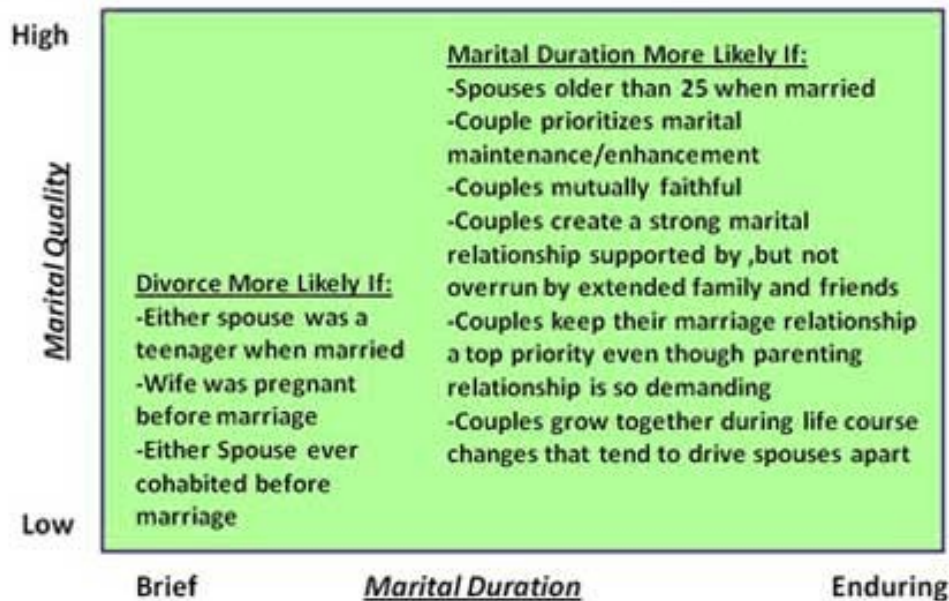 High
Marital Quality
Low
Divorce More Likely If:
-Either spouse was a
teenager when married
-Wife was pregnant
before marriage
-Either Spouse ever
cohabited before
marriage
Marital Duration More Likely If:
-Spouses older than 25 when married
-Couple prioritizes marital
maintenance/enhancement
-Couples mutually faithful
-Couples create a strong marital
relationship supported by ,but not
overrun by extended family and friends
-Couples keep their marriage relationship
a top priority even though parenting
relationship is so demanding
-Couples grow together during life course
changes that tend to drive spouses apart
Brief Marital Duration Enduring